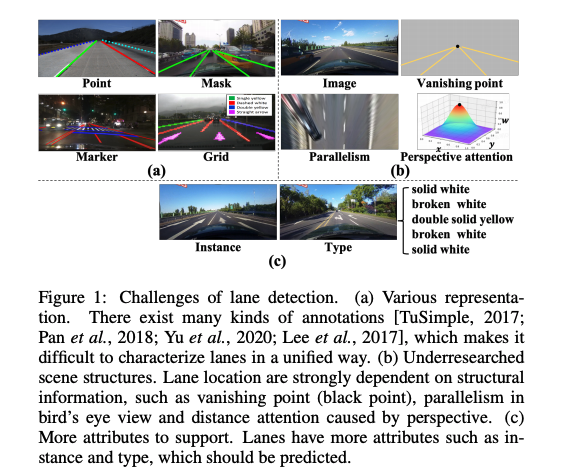 Point
Mask
Image
Vanishing point
Single yellow
Dashed white
Double yellow
Straight arrow
w
x
y
Marker
Grid
Parallelism
Perspective attention
(a)
(b)
solid white
broken white
double solid yellow
broken white
solid white
Instance
Type
(c)
Figure 1: Challenges of lane detection. (a) Various representa-
tion. There exist many kinds of annotations [TuSimple, 2017;
Pan et al., 2018; Yu et al., 2020; Lee et al., 2017], which makes it
difficult to characterize lanes in a unified way. (b) Underresearched
scene structures. Lane location are strongly dependent on structural
information, such as vanishing point (black point), parallelism in
bird's eye view and distance attention caused by perspective. (c)
More attributes to support. Lanes have more attributes such as in-
stance and type, which should be predicted.